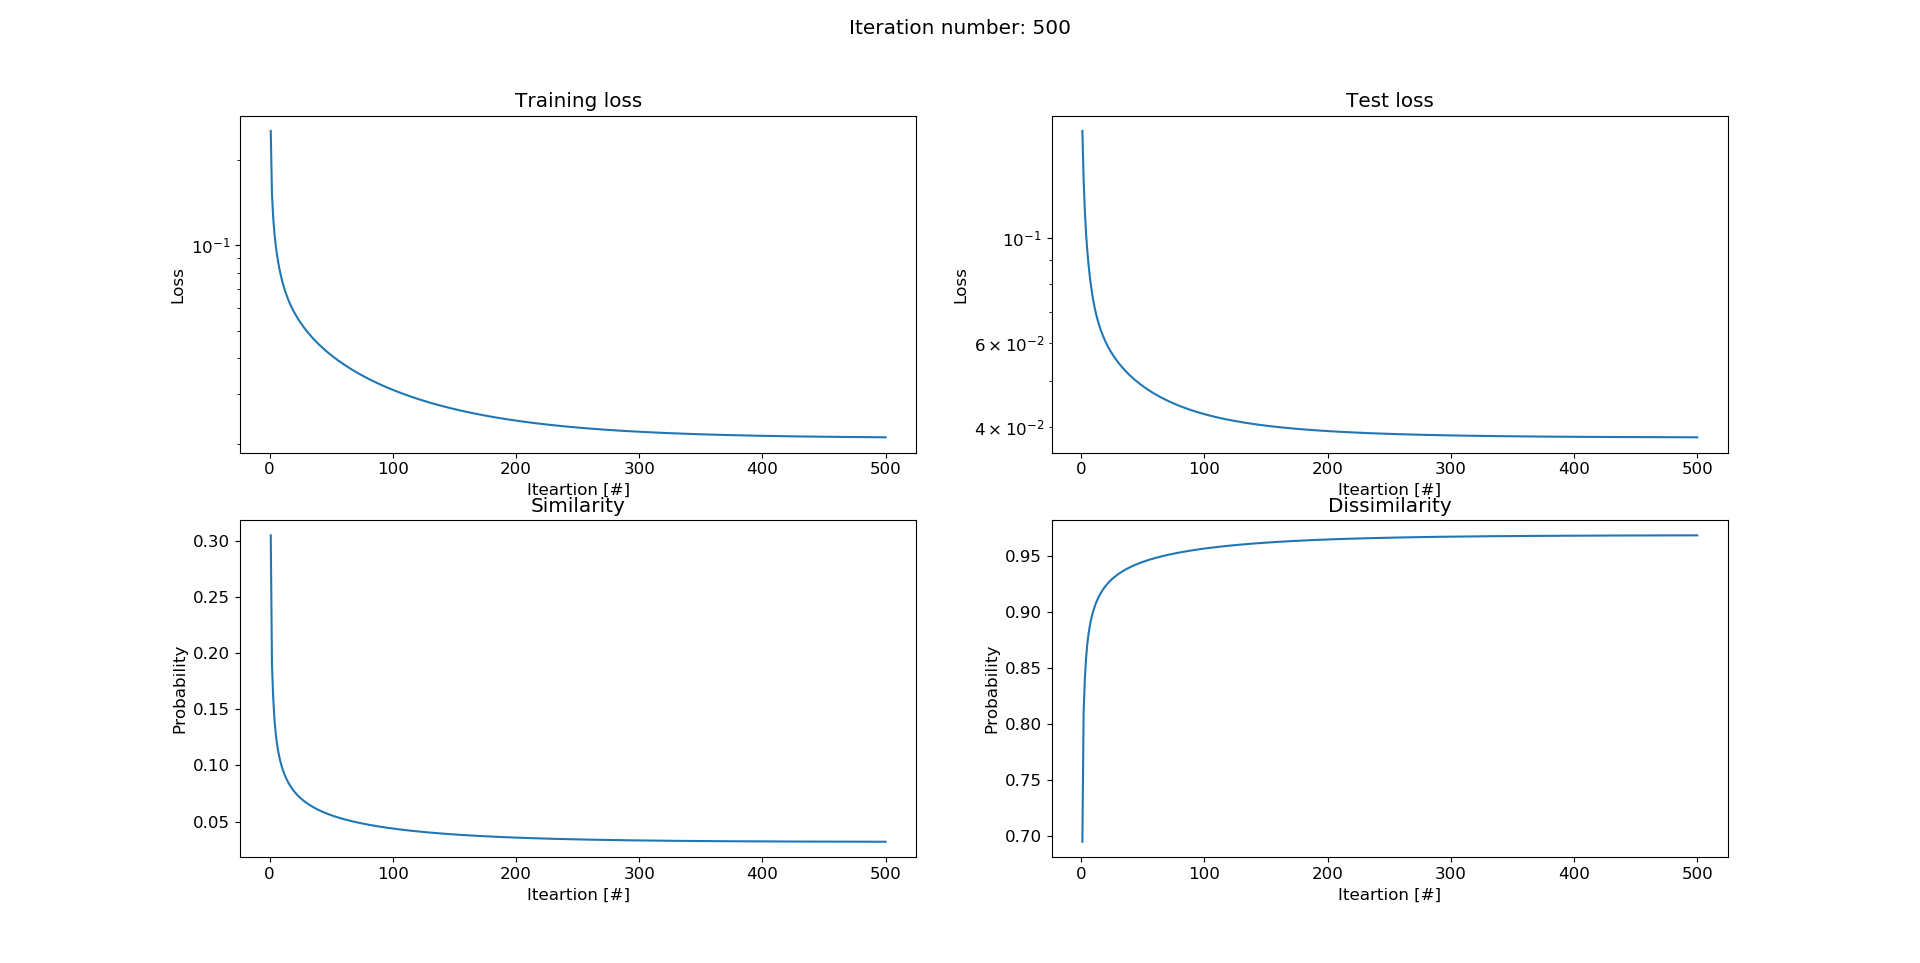 Iteration number: 500
Training loss
Loss
10⁻¹
0 100 200 300 400 500
Iteartion [#]
Test loss
Loss
10⁻¹
6 × 10⁻²
4 × 10⁻²
0 100 200 300 400 500
Iteartion [#]
Similarity
Probability
0.30
0.25
0.20
0.15
0.10
0.05
0 100 200 300 400 500
Iteartion [#]
Dissimilarity
Probability
0.95
0.90
0.85
0.80
0.75
0.70
0 100 200 300 400 500
Iteartion [#]